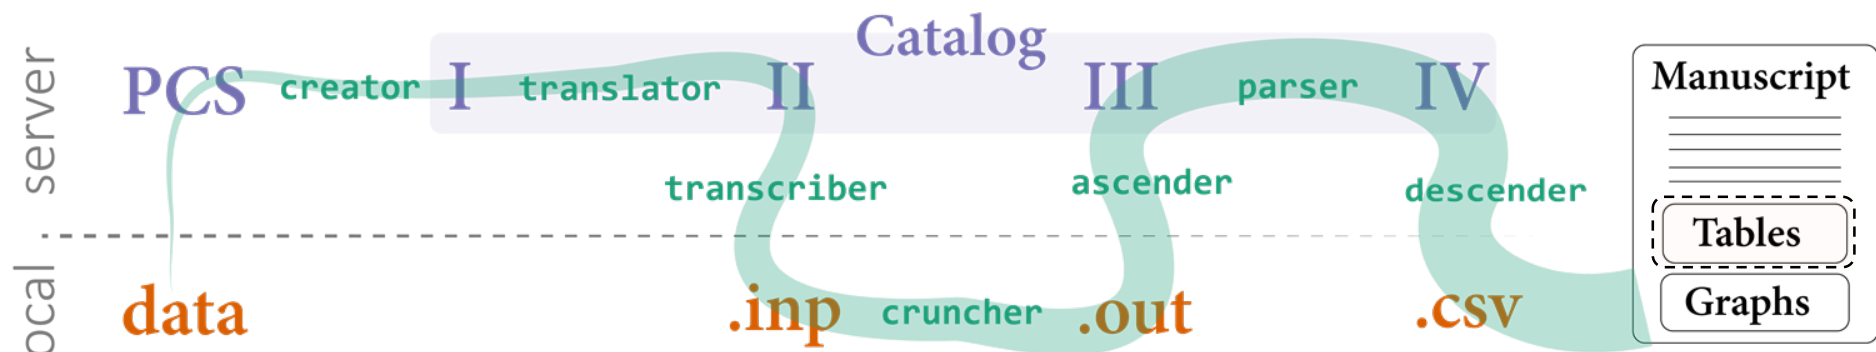 server
Catalog
PCS creator I translator II III parser IV
transcriber ascender descender
ocal
data .inp cruncher .out .csv
Manuscript
Tables
Graphs